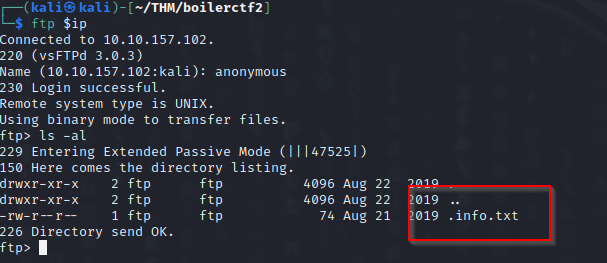 ┌──(kali㉿kali)-[~/THM/boilerctf2]
└─$ ftp $ip
Connected to 10.10.157.102.
220 (vsFTPd 3.0.3)
Name (10.10.157.102:kali): anonymous
230 Login successful.
Remote system type is UNIX.
Using binary mode to transfer files.
ftp> ls -al
229 Entering Extended Passive Mode (|||47525|)
150 Here comes the directory listing.
drwxr-xr-x    2 ftp      ftp          4096 Aug 22  2019 .
drwxr-xr-x    2 ftp      ftp          4096 Aug 22  2019 ..
-rw-r--r--    1 ftp      ftp            74 Aug 21  2019 .info.txt
226 Directory send OK.
ftp>